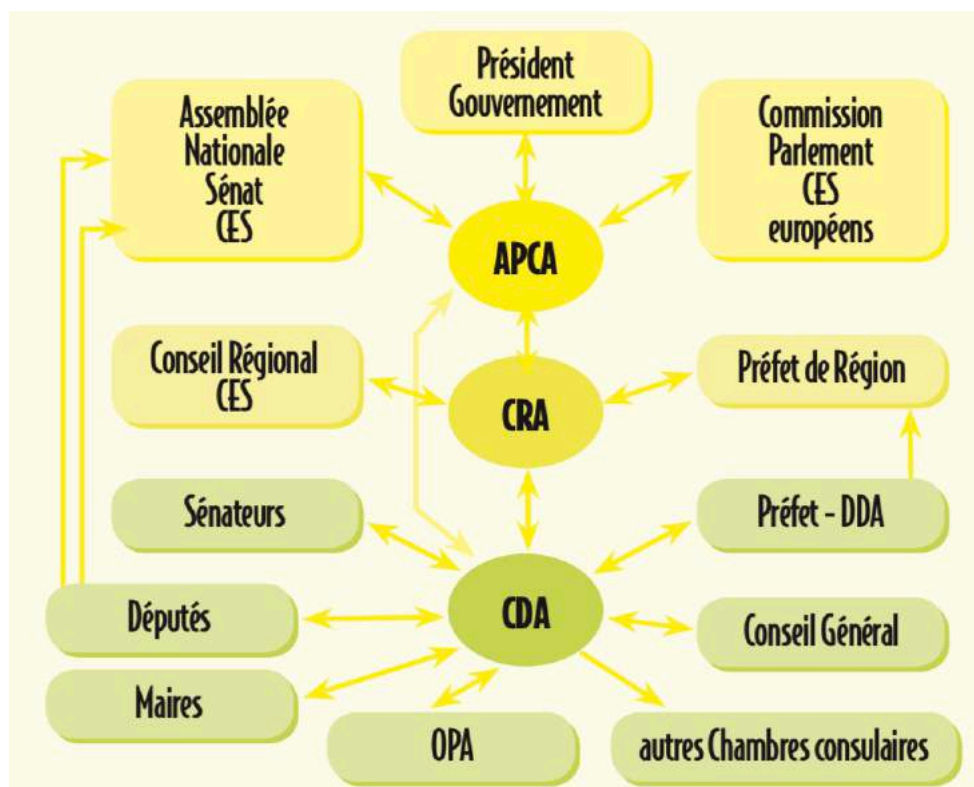 Président
Gouvernement
Assemblée
Nationale
Sénat
CES
Commission
Parlement
CES
européens
APCA
Conseil Régional
CES
CRA
Préfet de Région
Sénateurs
Préfet - DDA
CDA
Députés
Conseil Général
Maires
OPA
autres Chambres consulaires